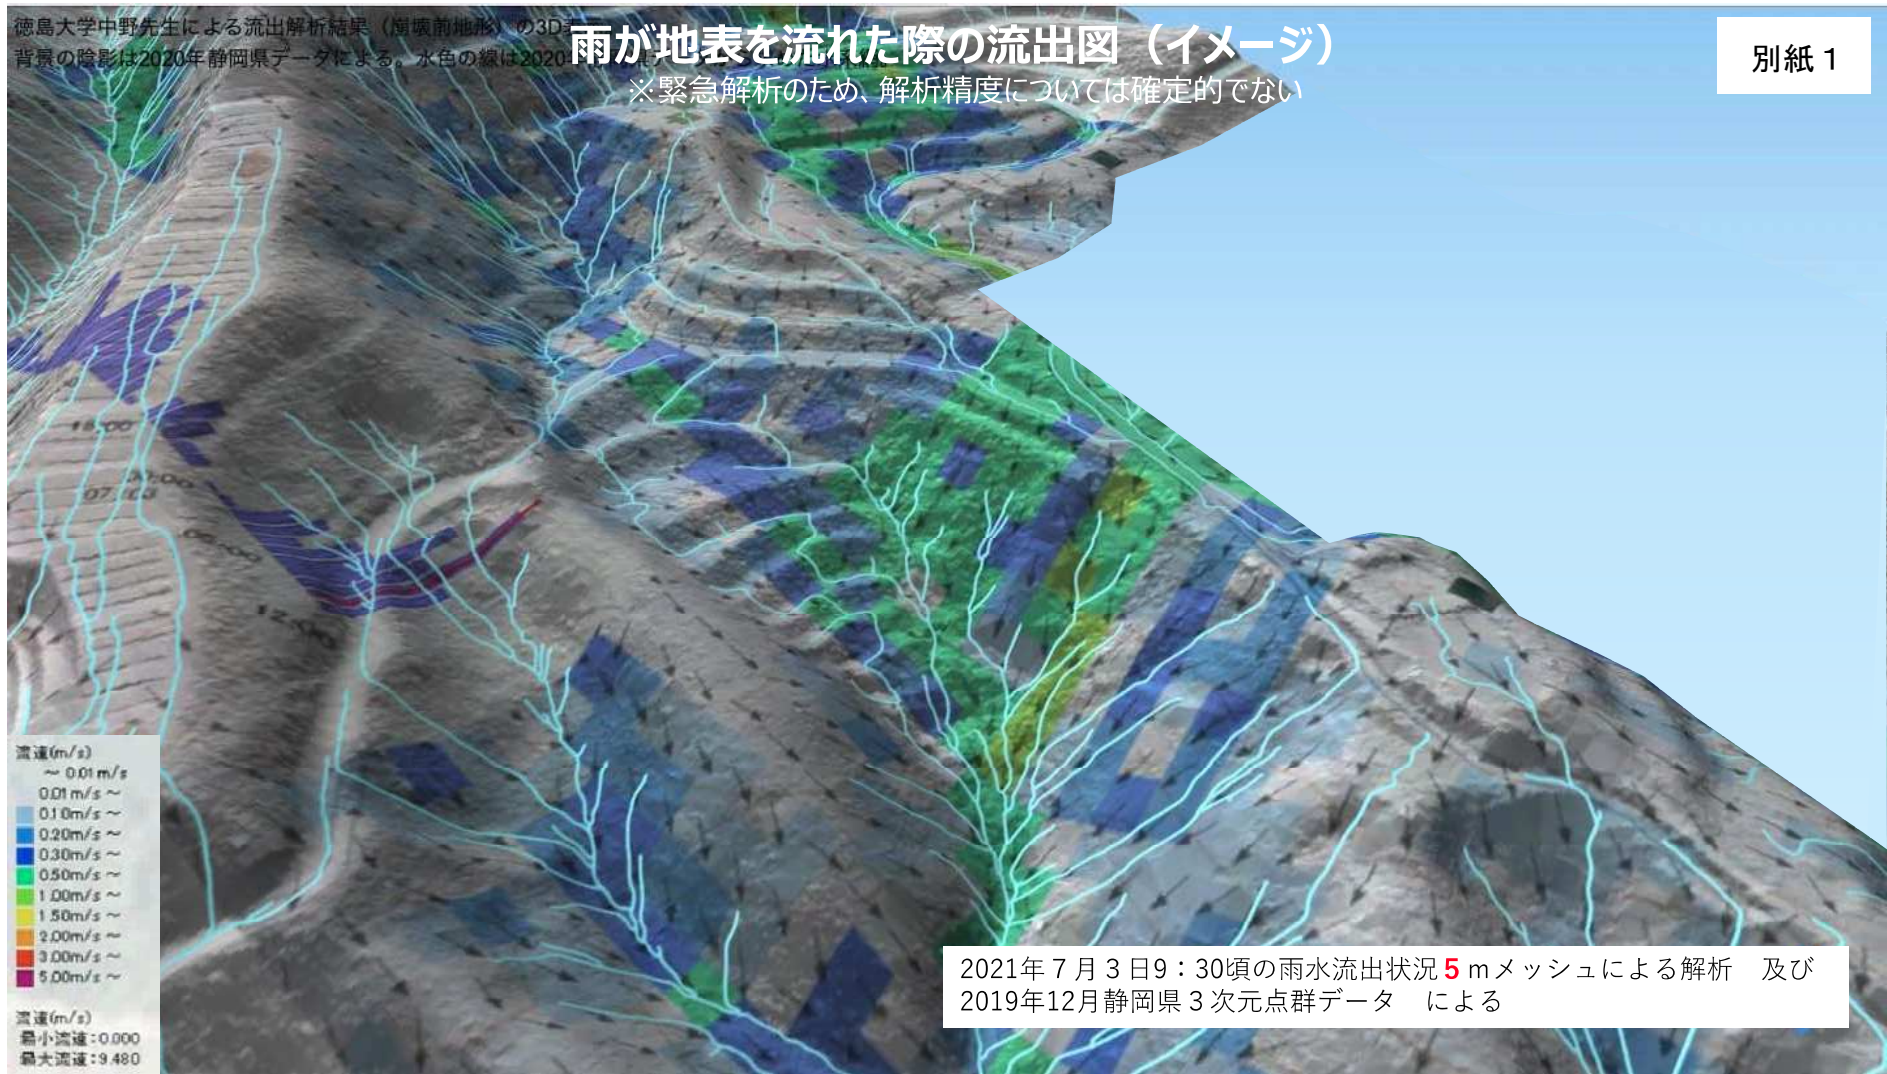 徳島大学中野先生による流出解析結果（崩壊前地形）の3D
雨が地表を流れた際の流出図（イメージ）
別紙１
背景の陰影は2020年静岡県データによる。水色の線は2020
※緊急解析のため、解析精度については確定的でない
流速(m/s)
～ 0.01m/s
0.01m/s ～
0.10m/s ～
0.20m/s ～
0.30m/s ～
0.50m/s ～
1.00m/s ～
1.50m/s ～
2.00m/s ～
3.00m/s ～
5.00m/s ～
流速(m/s)
最小流速：0.000
最大流速：9.480
2021年７月３日9：30頃の雨水流出状況５ｍメッシュによる解析　及び
2019年12月静岡県３次元点群データ　による